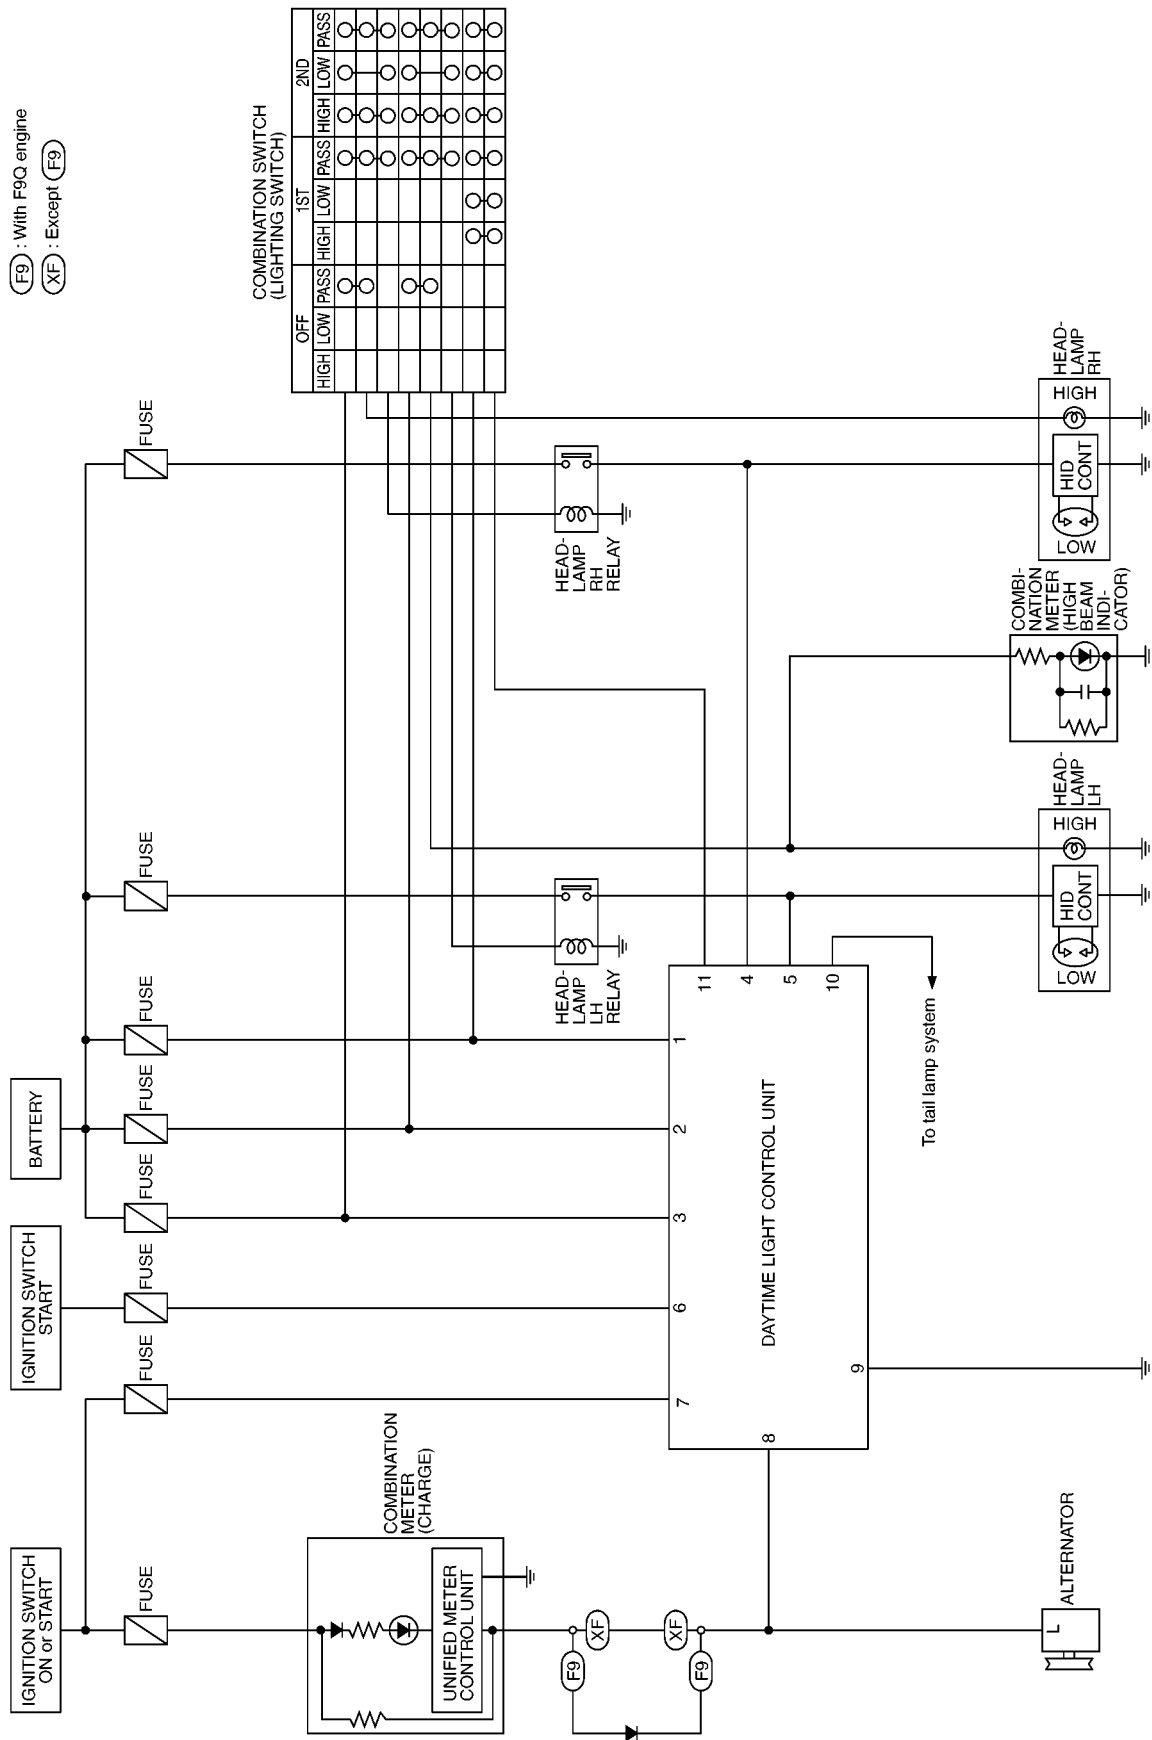 F9 : With F9Q engine
XF : Except F9
COMBINATION SWITCH
(LIGHTING SWITCH)
OFF 1ST 2ND
HIGH LOW PASS HIGH LOW PASS HIGH LOW PASS
IGNITION SWITCH
ON or START
IGNITION SWITCH
START
BATTERY
FUSE
FUSE
FUSE
FUSE
FUSE
FUSE
FUSE
FUSE
COMBINATION
METER
(CHARGE)
UNIFIED METER
CONTROL UNIT
F9
XF
XF
F9
HEAD-
LAMP
LH
RELAY
HEAD-
LAMP
RH
RELAY
7
6
3
2
1
11
4
5
10
8
9
DAYTIME LIGHT CONTROL UNIT
To tail lamp system
ALTERNATOR
L
HEAD-
LAMP
LH
HIGH
HID
CONT
LOW
COMBI-
NATION
METER
(HIGH
BEAM
INDI-
CATOR)
HEAD-
LAMP
RH
HIGH
HID
CONT
LOW